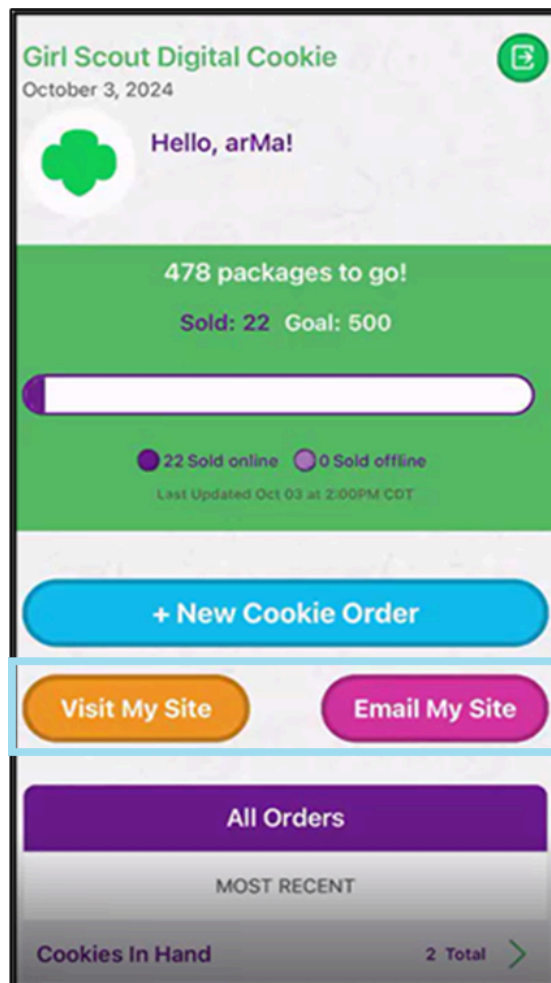 Girl Scout Digital Cookie
October 3, 2024
Hello, arMa!
478 packages to go!
Sold: 22 Goal: 500
22 Sold online 0 Sold offline
Last Updated Oct 03 at 2:00PM CDT
+ New Cookie Order
Visit My Site Email My Site
All Orders
MOST RECENT
Cookies In Hand 2 Total